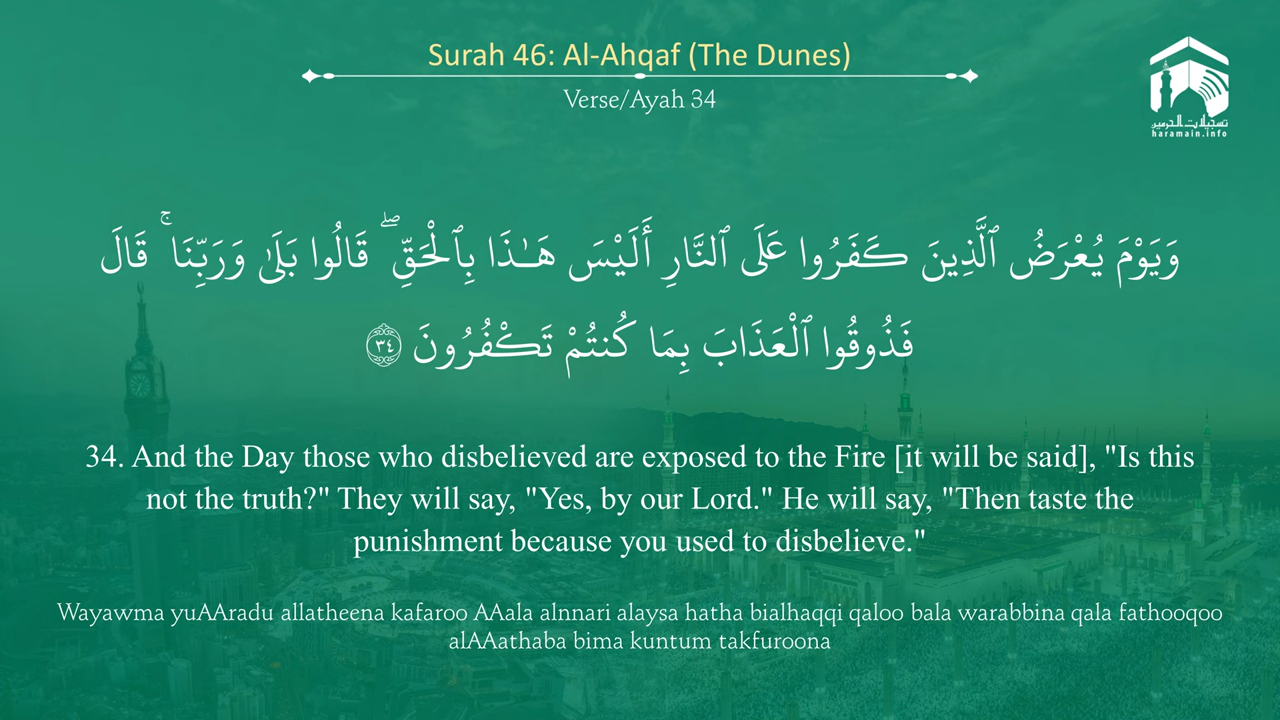 Surah 46: Al-Ahqaf (The Dunes)
Verse/Ayah 34
تسجيلات الحرمين
haramain.info
وَيَوْمَ يُعْرَضُ ٱلَّذِينَ كَفَرُوا عَلَى ٱلنَّارِ أَلَيْسَ هَـٰذَا بِٱلْحَقِّ ۖ قَالُوا بَلَىٰ وَرَبِّنَا ۚ قَالَ
فَذُوقُوا ٱلْعَذَابَ بِمَا كُنتُمْ تَكْفُرُونَ ٣٤
34. And the Day those who disbelieved are exposed to the Fire [it will be said], "Is this
not the truth?" They will say, "Yes, by our Lord." He will say, "Then taste the
punishment because you used to disbelieve."
Wayawma yuAAradu allatheena kafaroo AAala alnnari alaysa hatha bialhaqqi qaloo bala warabbina qala fathooqoo
alAAathaba bima kuntum takfuroona